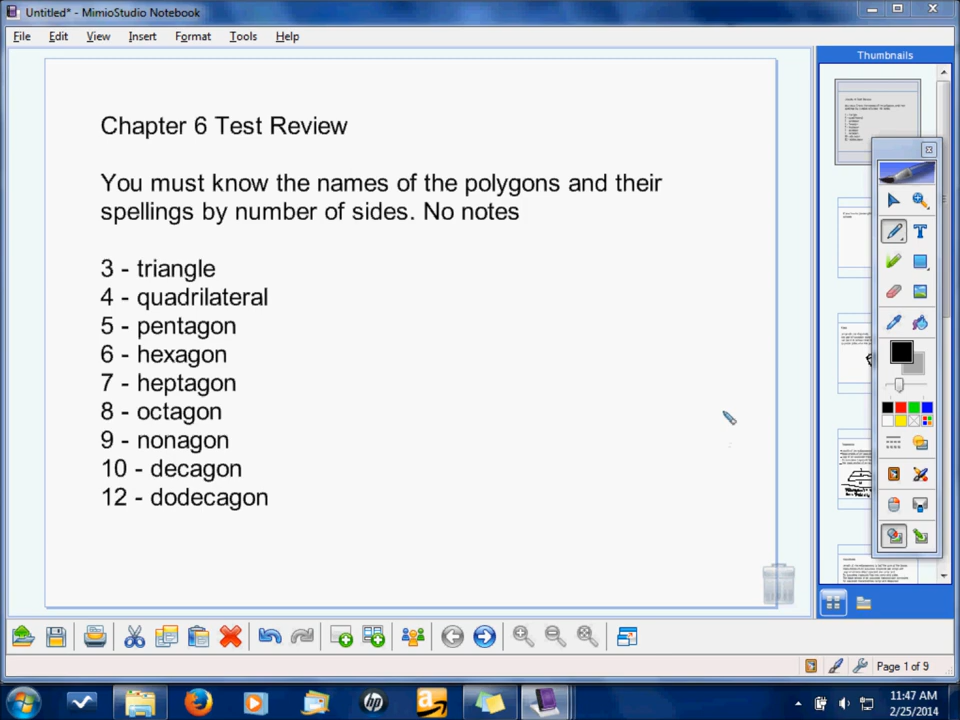 Untitled* - MimioStudio Notebook
File Edit View Insert Format Tools Help
Thumbnails
Chapter 6 Test Review
You must know the names of the polygons and their
spellings by number of sides. No notes
3 - triangle
4 - quadrilateral
5 - pentagon
6 - hexagon
7 - heptagon
8 - octagon
9 - nonagon
10 - decagon
12 - dodecagon
Page 1 of 9
11:47 AM
2/25/2014